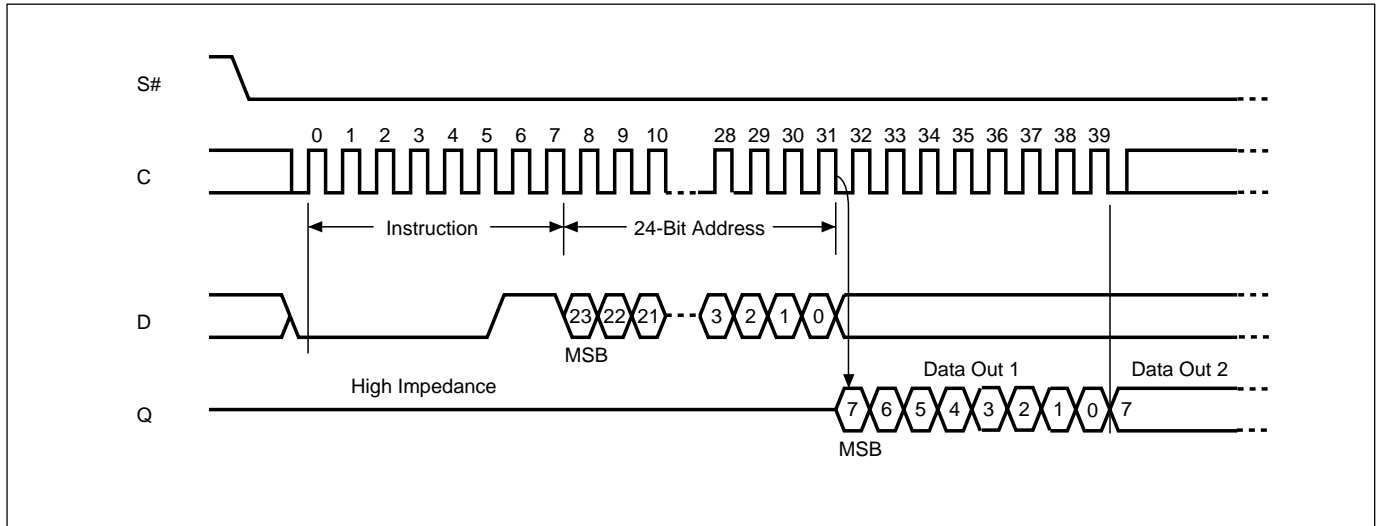 S#
0 1 2 3 4 5 6 7 8 9 10 28 29 30 31 32 33 34 35 36 37 38 39
C
Instruction 24-Bit Address
D 23 22 21 3 2 1 0
MSB
Data Out 1 Data Out 2
High Impedance
Q 7 6 5 4 3 2 1 0 7
MSB